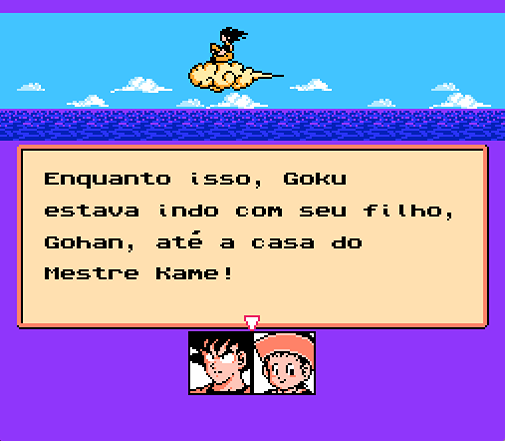 Enquanto isso, Goku
estava indo com seu filho,
Gohan, até a casa do
Mestre Kame!